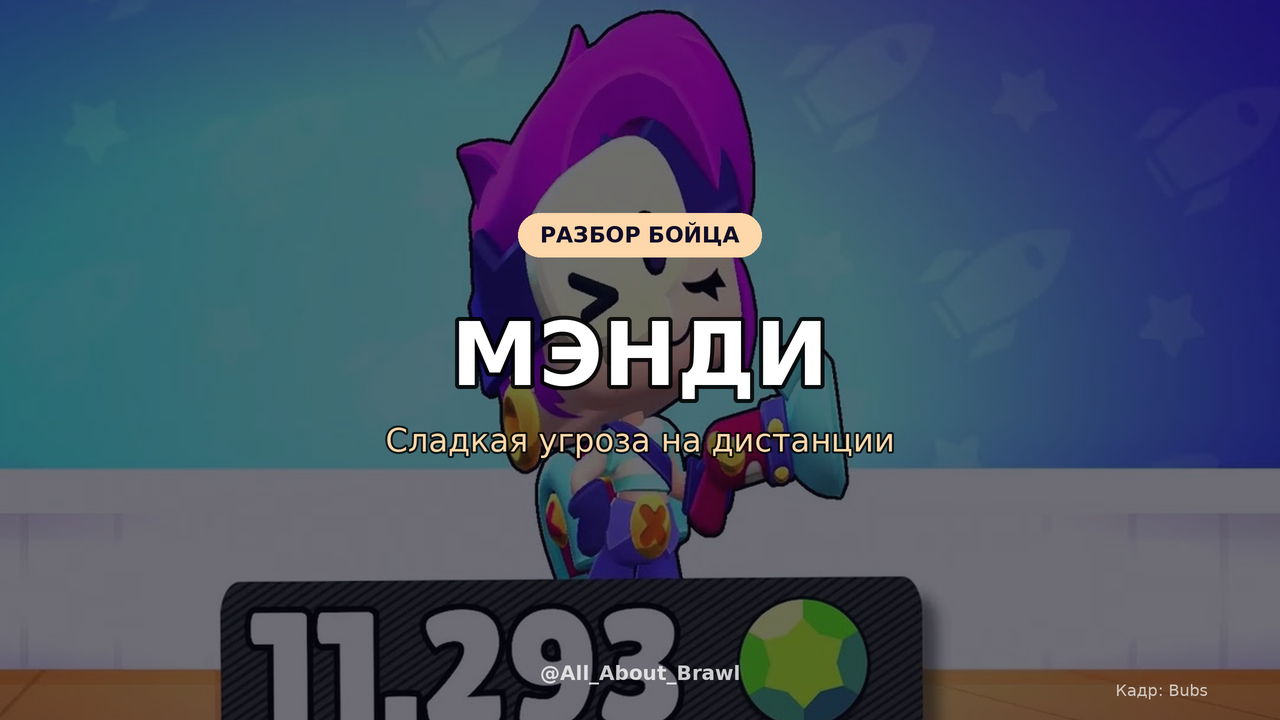 РАЗБОР БОЙЦА
МЭНДИ
Сладкая угроза на дистанции
11,293
@All_About_Brawl
Кадр: Bubs